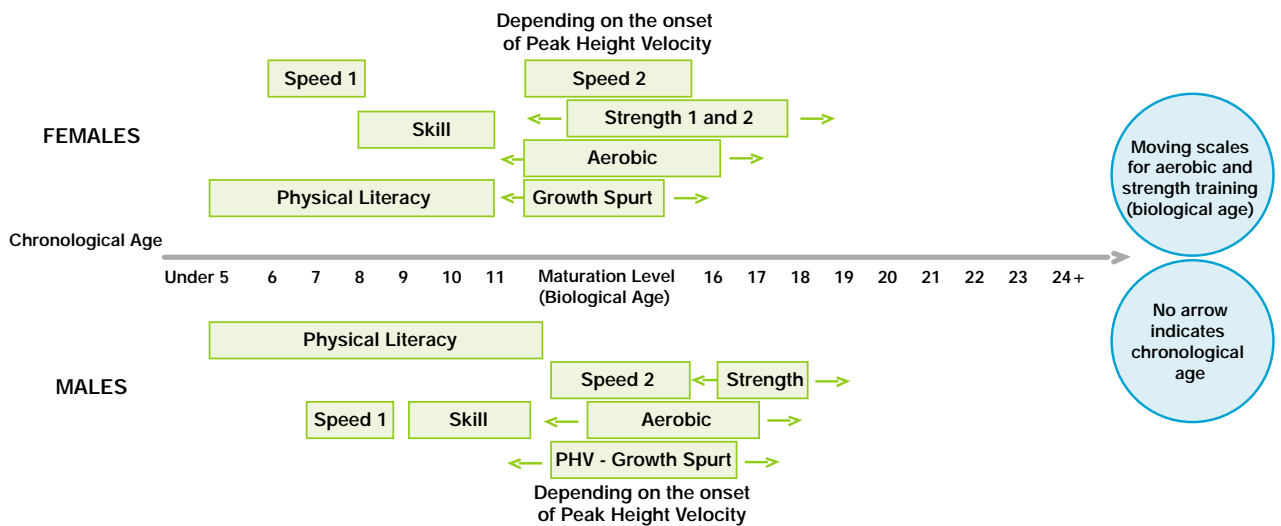 Depending on the onset
of Peak Height Velocity
Speed 1
Speed 2
Strength 1 and 2
FEMALES
Skill
Aerobic
Physical Literacy
Growth Spurt
Moving scales
for aerobic and
strength training
(biological age)
Chronological Age
Under 5 6 7 8 9 10 11 Maturation Level 16 17 18 19 20 21 22 23 24+
(Biological Age)
No arrow
indicates
chronological
age
Physical Literacy
MALES
Speed 2
Strength
Speed 1
Skill
Aerobic
PHV - Growth Spurt
Depending on the onset
of Peak Height Velocity